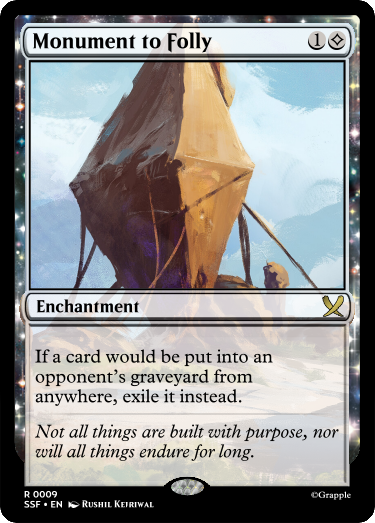 Monument to Folly 1
Enchantment
If a card would be put into an
opponent's graveyard from
anywhere, exile it instead.
Not all things are built with purpose, nor
will all things endure for long.
R 0009
SSF • EN Rushil Kejriwal
©Grapple